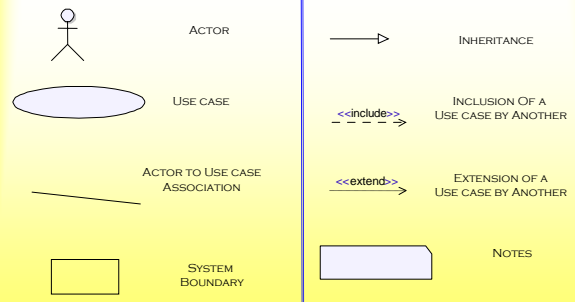 Actor
Use case
Actor to Use case
Association
System
Boundary
Inheritance
<<include>>
Inclusion Of a
Use case by Another
<<extend>>
Extension of a
Use case by Another
Notes